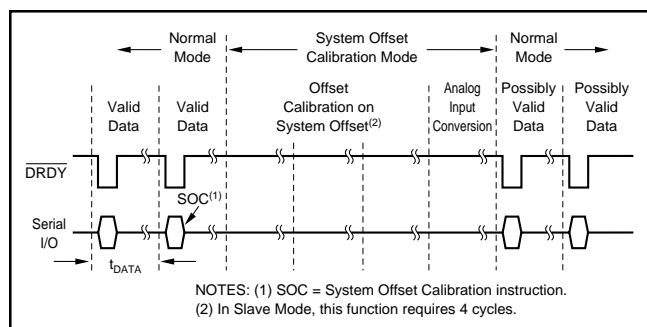 Normal
Mode
System Offset
Calibration Mode
Normal
Mode
Valid
Data
Valid
Data
Offset
Calibration on
System Offset(2)
Analog
Input
Conversion
Possibly
Valid
Data
Possibly
Valid
Data
DRDY
SOC(1)
Serial
I/O
tDATA
NOTES: (1) SOC = System Offset Calibration instruction.
(2) In Slave Mode, this function requires 4 cycles.